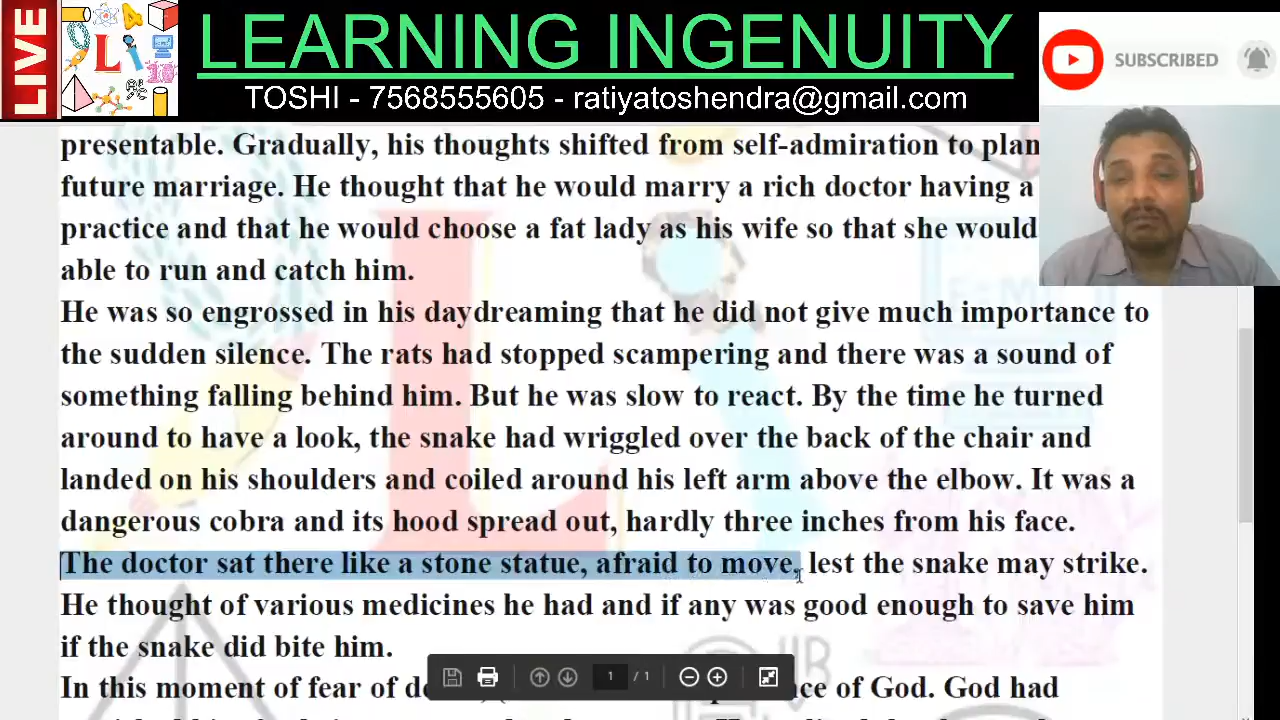 LIVE
LEARNING INGENUITY
TOSHI - 7568555605 - ratiyatoshendra@gmail.com
SUBSCRIBED
presentable. Gradually, his thoughts shifted from self-admiration to plan
future marriage. He thought that he would marry a rich doctor having a
practice and that he would choose a fat lady as his wife so that she would
able to run and catch him.
He was so engrossed in his daydreaming that he did not give much importance to
the sudden silence. The rats had stopped scampering and there was a sound of
something falling behind him. But he was slow to react. By the time he turned
around to have a look, the snake had wriggled over the back of the chair and
landed on his shoulders and coiled around his left arm above the elbow. It was a
dangerous cobra and its hood spread out, hardly three inches from his face.
The doctor sat there like a stone statue, afraid to move, lest the snake may strike.
He thought of various medicines he had and if any was good enough to save him
if the snake did bite him.
1 / 1
In this moment of fear of de nce of God. God had